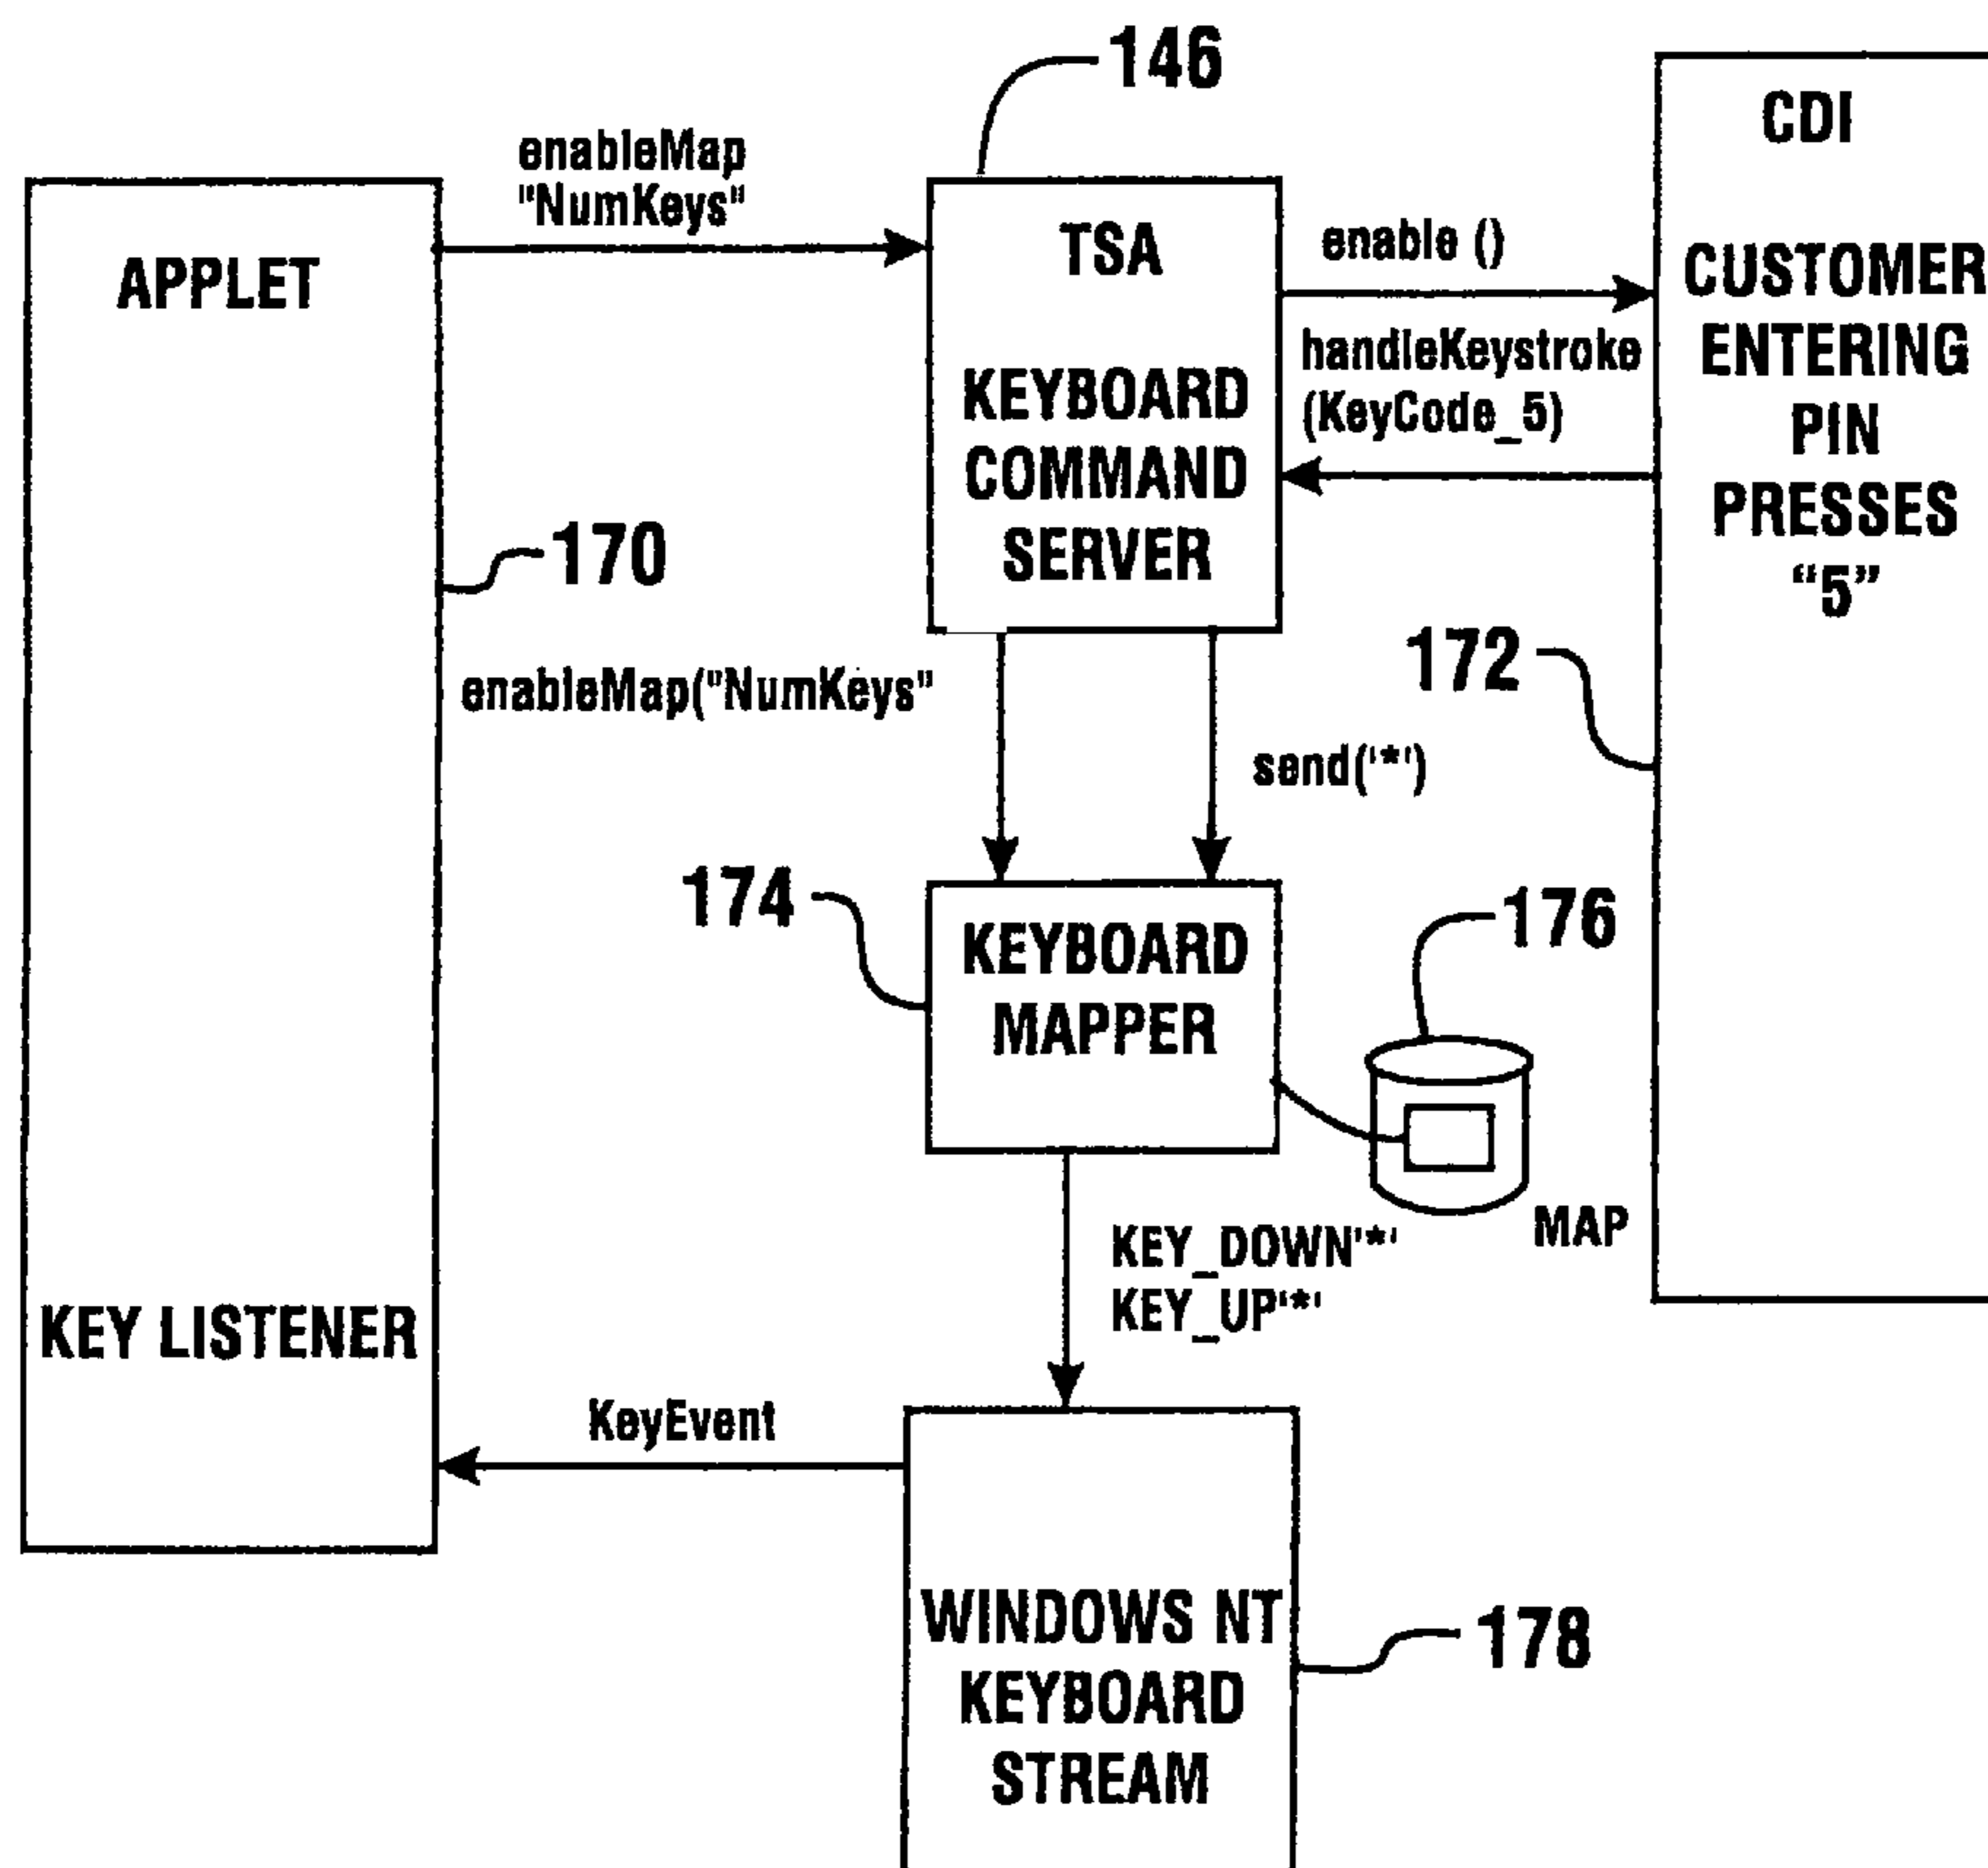 146
CDI
CUSTOMER
ENTERING
PIN
PRESSES
“5”
enableMap
"NumKeys"
APPLET
TSA
KEYBOARD
COMMAND
SERVER
enable ()
handleKeystroke
(KeyCode_5)
170
172
enableMap("NumKeys"
send('*')
174
KEYBOARD
MAPPER
176
MAP
KEY_DOWN'*'
KEY_UP'*'
KEY LISTENER
KeyEvent
WINDOWS NT
KEYBOARD
STREAM
178